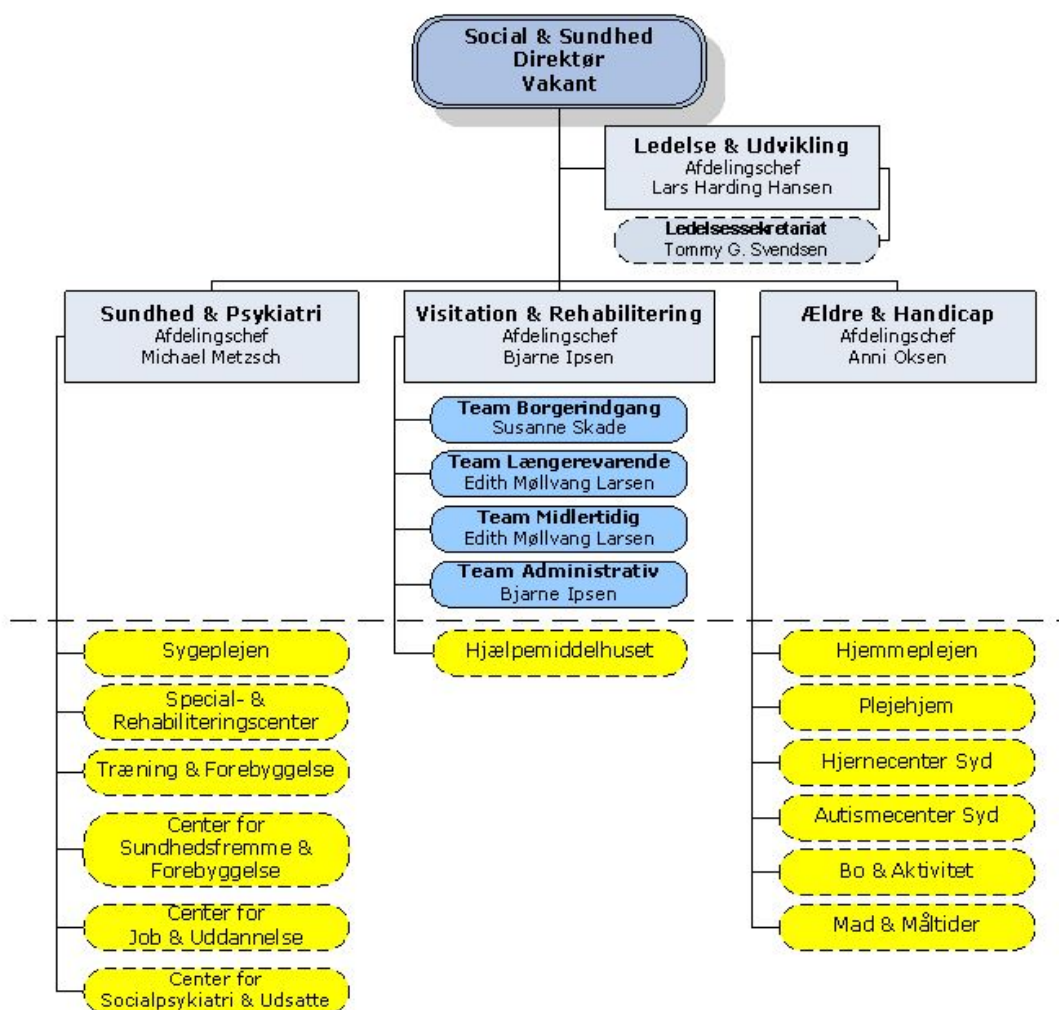 Social & Sundhed
Direktør
Vakant
Ledelse & Udvikling
Afdelingschef
Lars Harding Hansen
Ledelsessekretariat
Tommy G. Svendsen
Sundhed & Psykiatri
Afdelingschef
Michael Metzsch
Visitation & Rehabilitering
Afdelingschef
Bjarne Ipsen
Ældre & Handicap
Afdelingschef
Anni Oksen
Team Borgerindgang
Susanne Skade
Team Længerevarende
Edith Møllvang Larsen
Team Midlertidig
Edith Møllvang Larsen
Team Administrativ
Bjarne Ipsen
Sygeplejen
Special- &
Rehabiliteringscenter
Træning & Forebyggelse
Center for
Sundhedsfremme &
Forebyggelse
Center for
Job & Uddannelse
Center for
Socialpsykiatri & Udsatte
Hjælpemiddelhuset
Hjemmeplejen
Plejehjem
Hjernecenter Syd
Autismecenter Syd
Bo & Aktivitet
Mad & Måltider